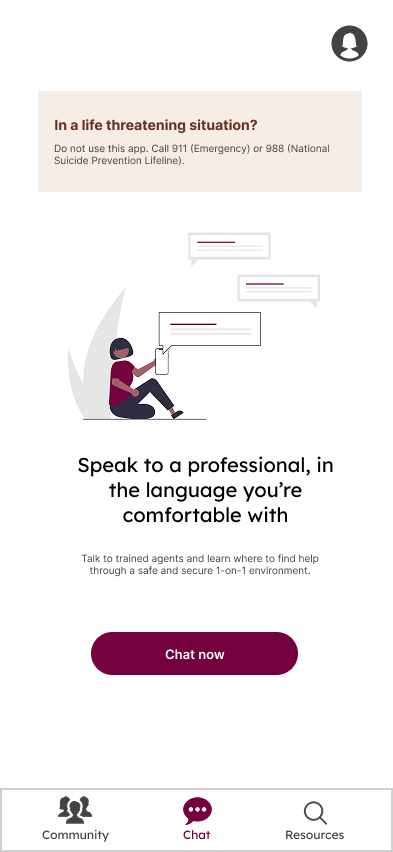 In a life threatening situation?
Do not use this app. Call 911 (Emergency) or 988 (National
Suicide Prevention Lifeline).
Speak to a professional, in
the language you’re
comfortable with
Talk to trained agents and learn where to find help
through a safe and secure 1-on-1 environment.
Chat now
Community
Chat
Resources